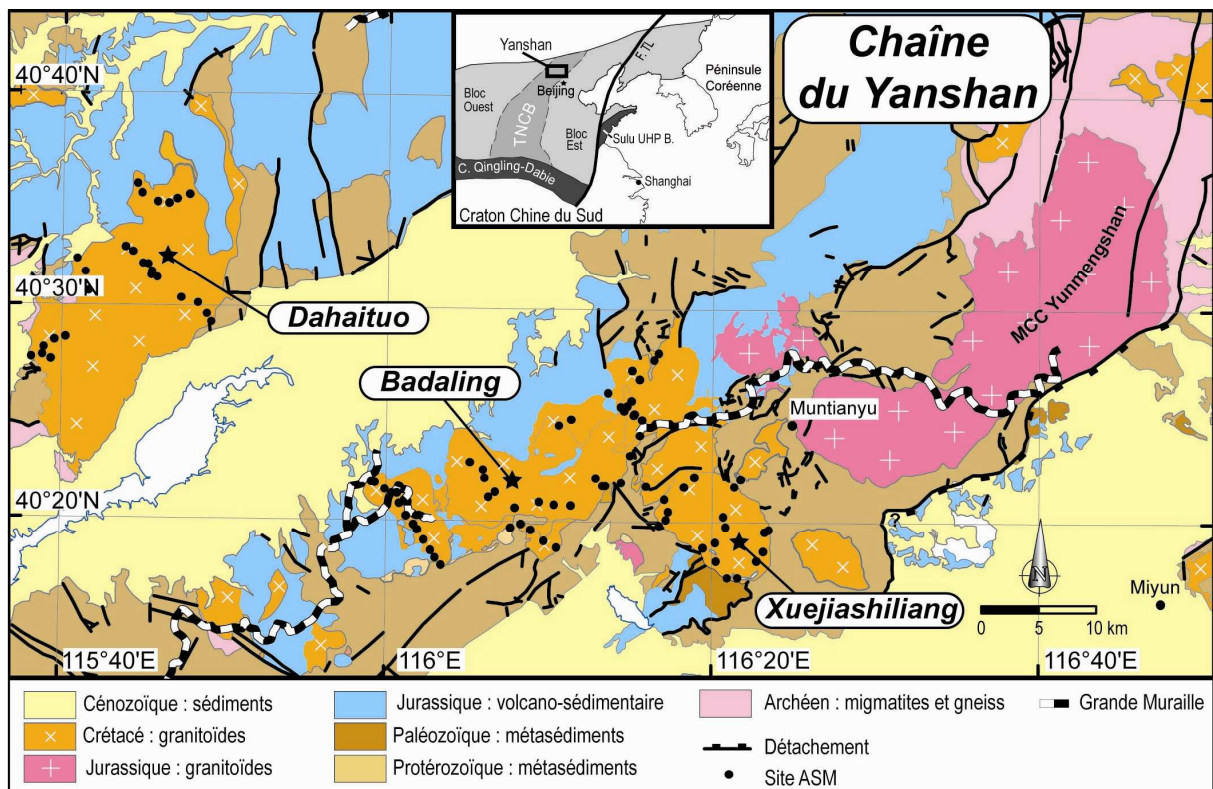 Chaîne
du Yanshan
Yanshan
Beijing
F.TL
Péninsule
Coréenne
Bloc
Ouest
TNCB
Bloc
Est
Sulu UHP B.
C. Qingling-Dabie
Shanghai
Craton Chine du Sud
40°40'N
40°30'N
40°20'N
Dahaituo
Badaling
Muntianyu
MCC Yunmengshan
?
Xuejiashiliang
N
Miyun
0 5 10 km
115°40'E
116°E
116°20'E
116°40'E
Cénozoïque : sédiments
Crétacé : granitoïdes
Jurassique : granitoïdes
Jurassique : volcano-sédimentaire
Paléozoïque : métasédiments
Protérozoïque : métasédiments
Archéen : migmatites et gneiss
Détachement
Site ASM
Grande Muraille